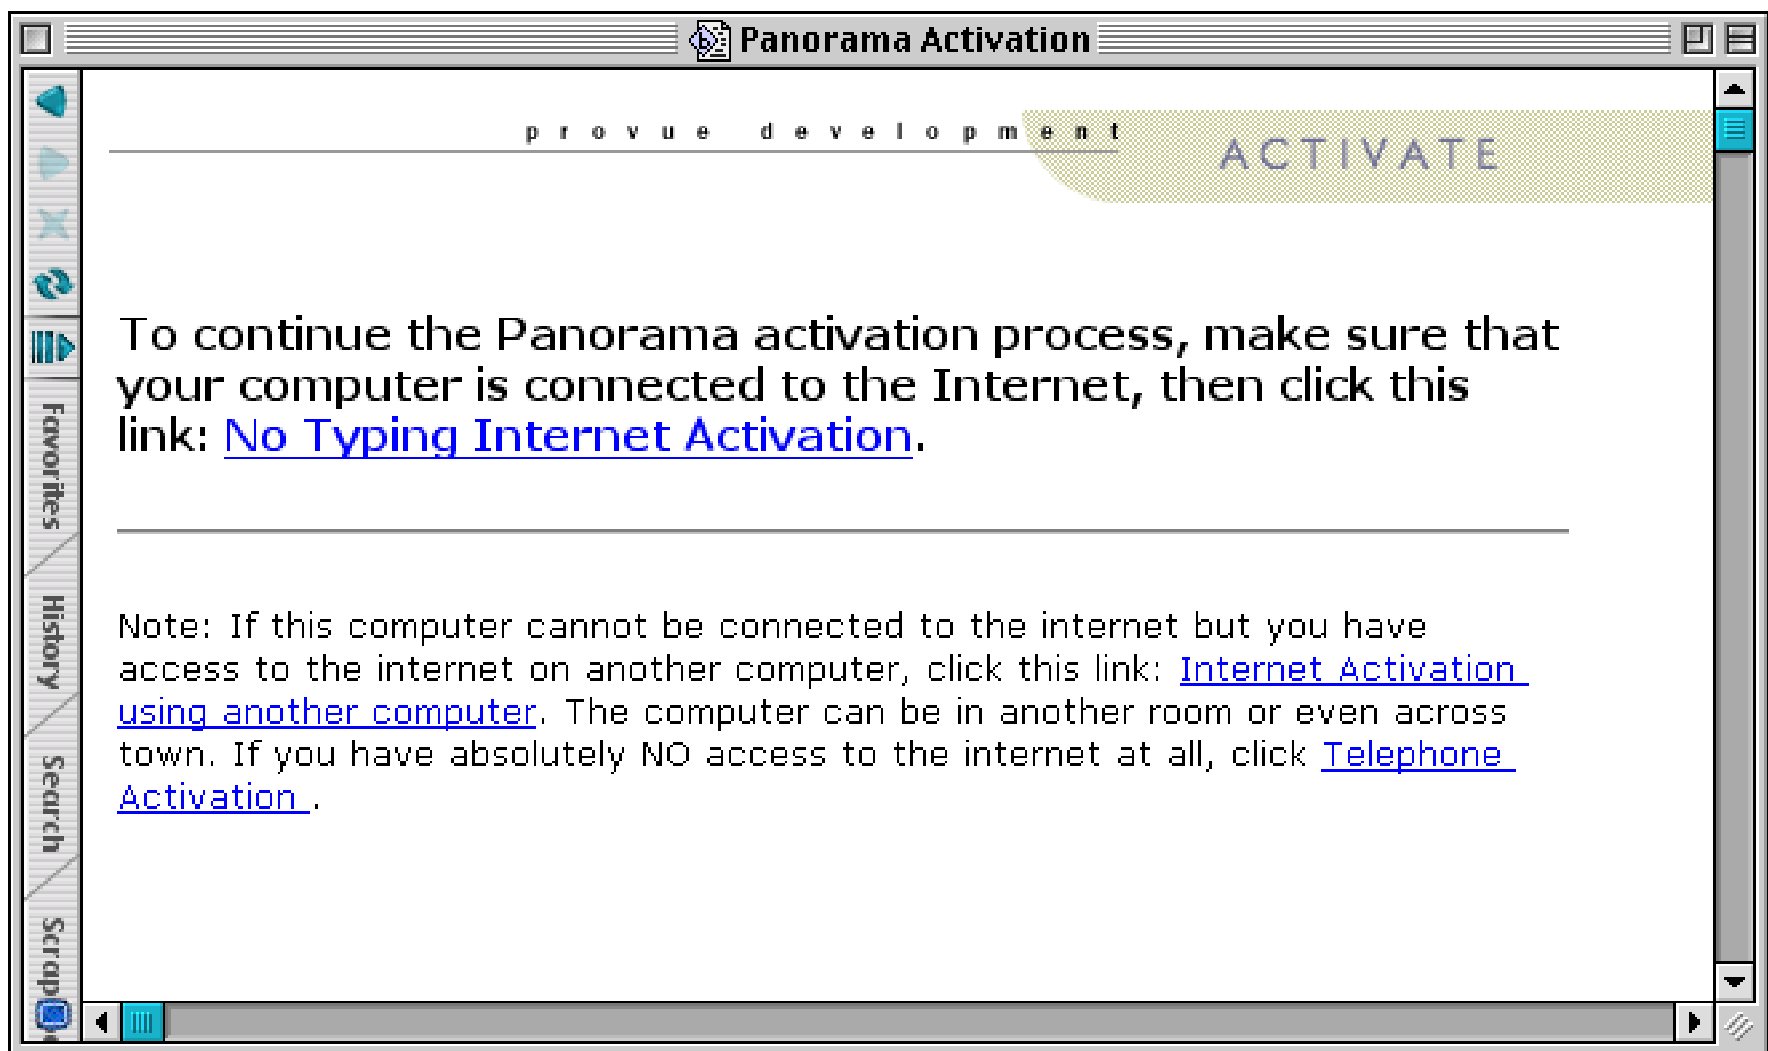 Panorama Activation
provue development
ACTIVATE
To continue the Panorama activation process, make sure that
your computer is connected to the Internet, then click this
link: No Typing Internet Activation.
Note: If this computer cannot be connected to the internet but you have
access to the internet on another computer, click this link: Internet Activation
using another computer. The computer can be in another room or even across
town. If you have absolutely NO access to the internet at all, click Telephone
Activation .
Favorites
History
Search
Scrap